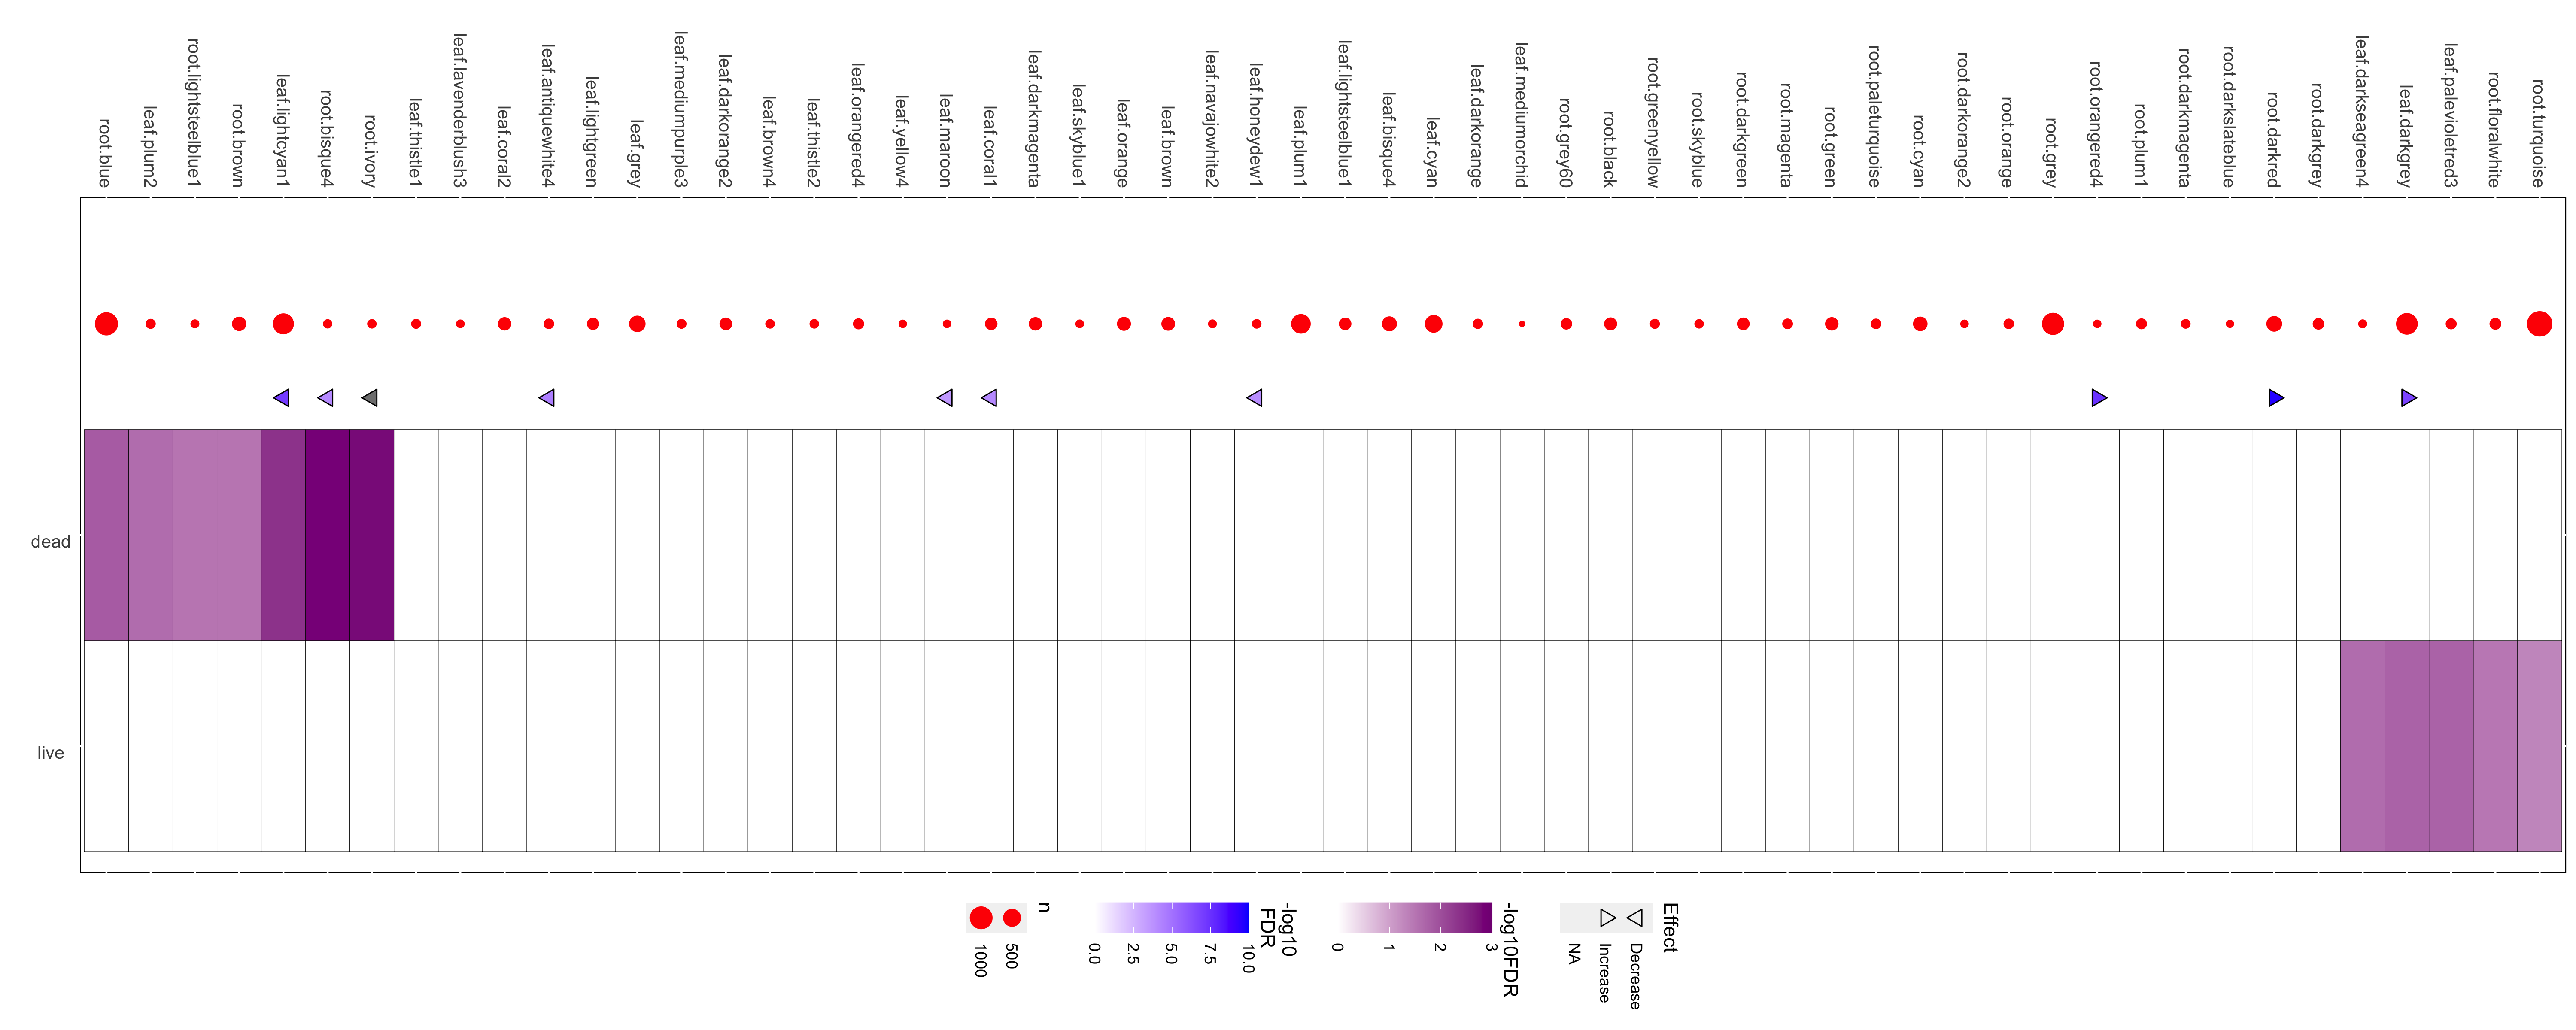 root.blue
leaf.plum2
root.lightsteelblue1
root.brown
leaf.lightcyan1
root.bisque4
root.ivory
leaf.thistle1
leaf.lavenderblush3
leaf.coral2
leaf.antiquewhite4
leaf.lightgreen
leaf.grey
leaf.mediumpurple3
leaf.darkorange2
leaf.brown4
leaf.thistle2
leaf.orangered4
leaf.yellow4
leaf.maroon
leaf.coral1
leaf.darkmagenta
leaf.skyblue1
leaf.orange
leaf.brown
leaf.navajowhite2
leaf.honeydew1
leaf.plum1
leaf.lightsteelblue1
leaf.bisque4
leaf.cyan
leaf.darkorange
leaf.mediumorchid
root.grey60
root.black
root.greenyellow
root.skyblue
root.darkgreen
root.magenta
root.green
root.paleturquoise
root.cyan
root.darkorange2
root.orange
root.grey
root.orangered4
root.plum1
root.darkmagenta
root.darkslateblue
root.darkred
root.darkgrey
leaf.darkseagreen4
leaf.darkgrey
leaf.palevioletred3
root.floralwhite
root.turquoise
dead
live
Effect
Decrease
Increase
NA
-log10FDR
3
2
1
0
-log10
FDR
10.0
7.5
5.0
2.5
0.0
n
500
1000